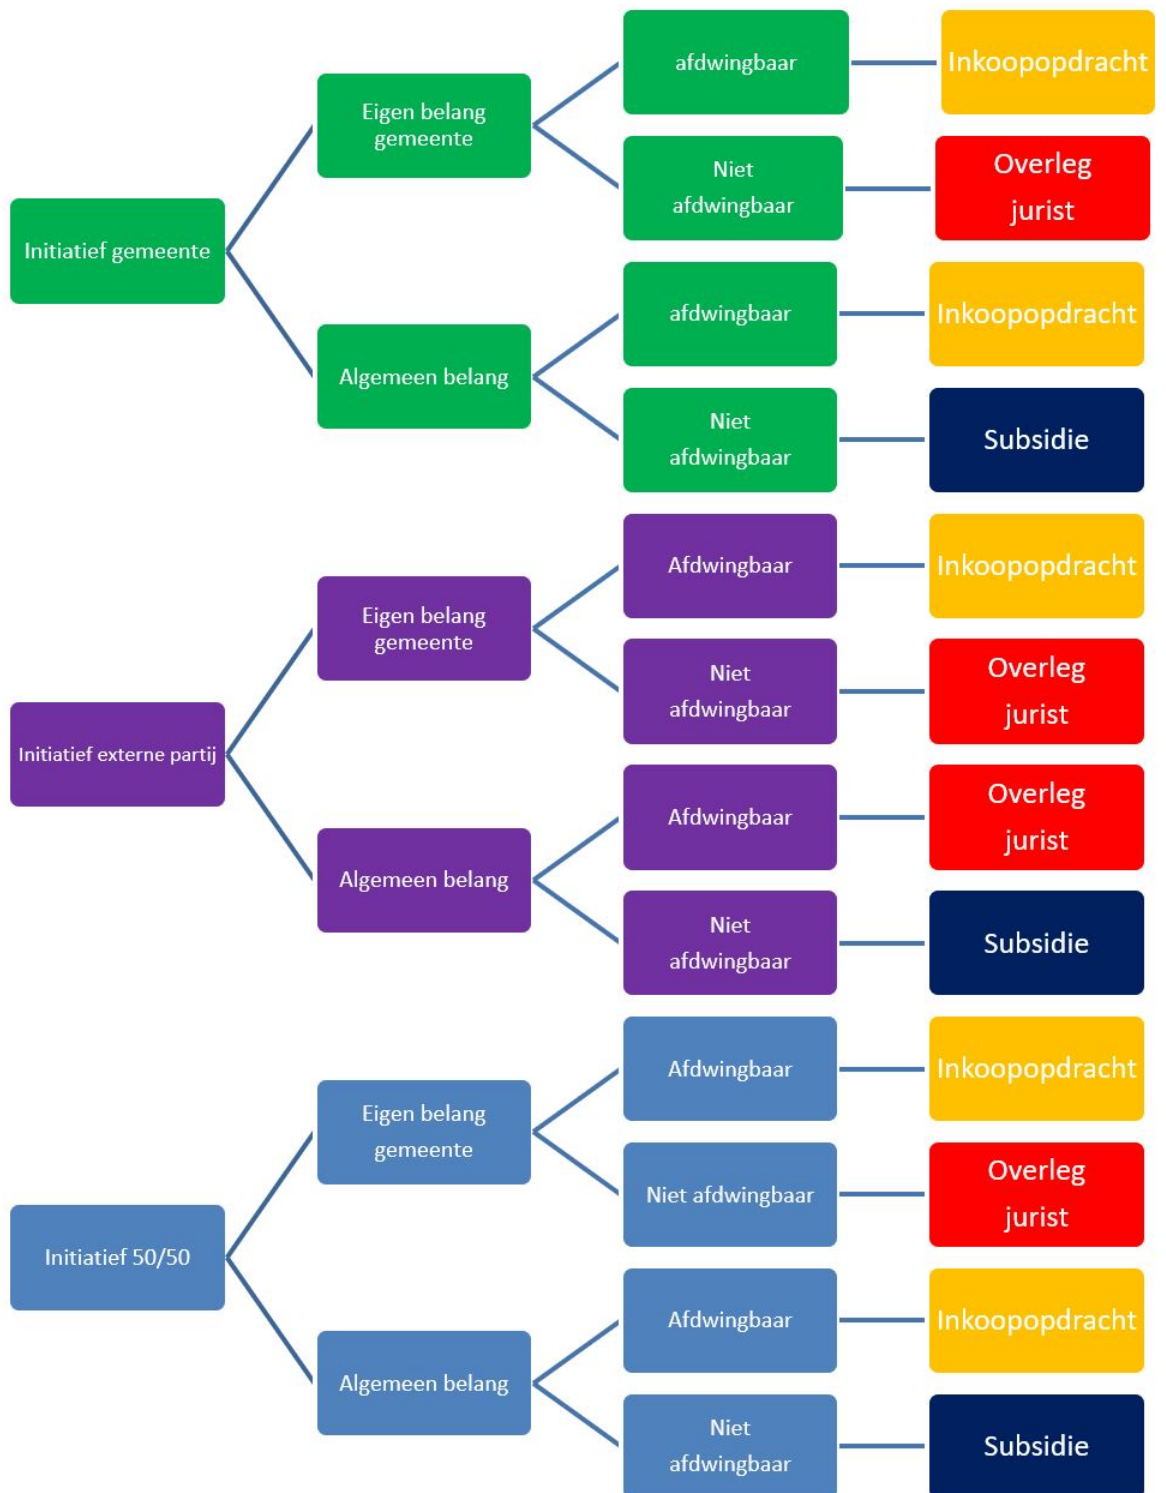 Initiatief gemeente
Eigen belang
gemeente
afdwingbaar
Inkoopopdracht
Niet
afdwingbaar
Overleg
jurist
Algemeen belang
afdwingbaar
Inkoopopdracht
Niet
afdwingbaar
Subsidie
Initiatief externe partij
Eigen belang
gemeente
Afdwingbaar
Inkoopopdracht
Niet
afdwingbaar
Overleg
jurist
Algemeen belang
Afdwingbaar
Overleg
jurist
Niet
afdwingbaar
Subsidie
Initiatief 50/50
Eigen belang
gemeente
Afdwingbaar
Inkoopopdracht
Niet afdwingbaar
Overleg
jurist
Algemeen belang
Afdwingbaar
Inkoopopdracht
Niet
afdwingbaar
Subsidie